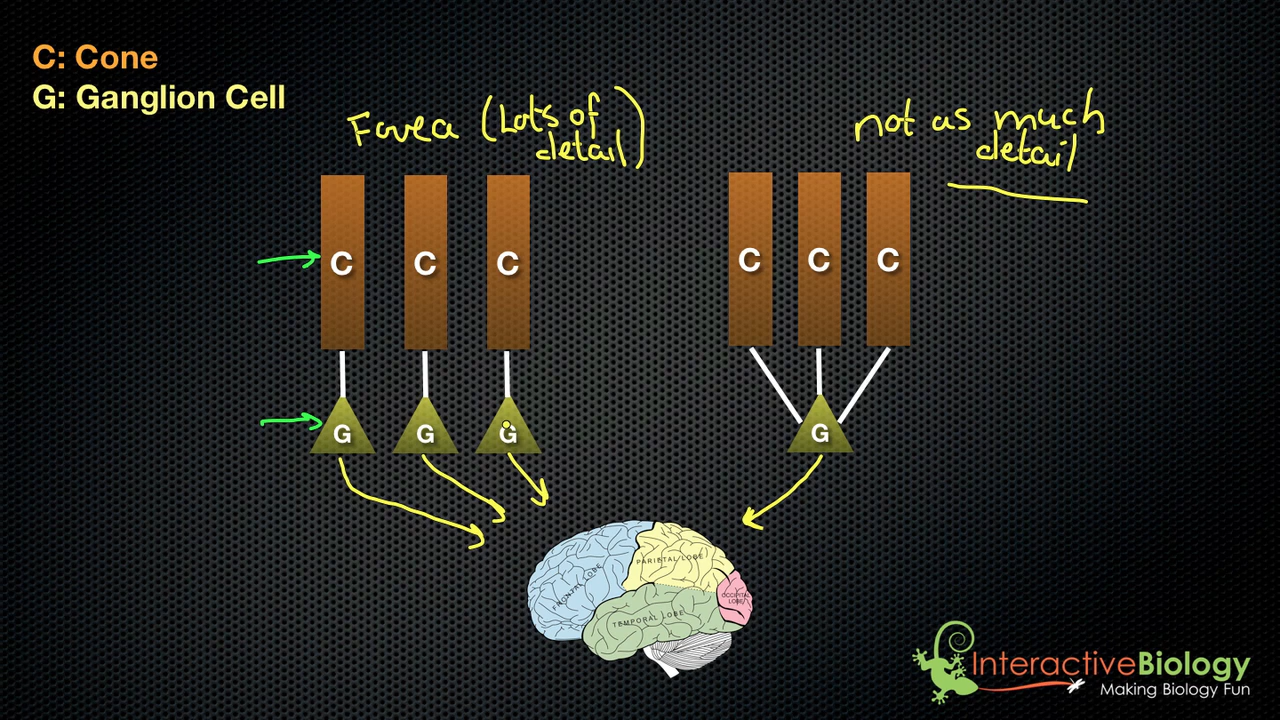 C: Cone
G: Ganglion Cell
Fovea (Lots of
detail)
not as much
detail
C C C
C C C
G G G
G
FRONTAL LOBE
PARIETAL LOBE
OCCIPITAL
LOBE
TEMPORAL LOBE
InteractiveBiology
Making Biology Fun